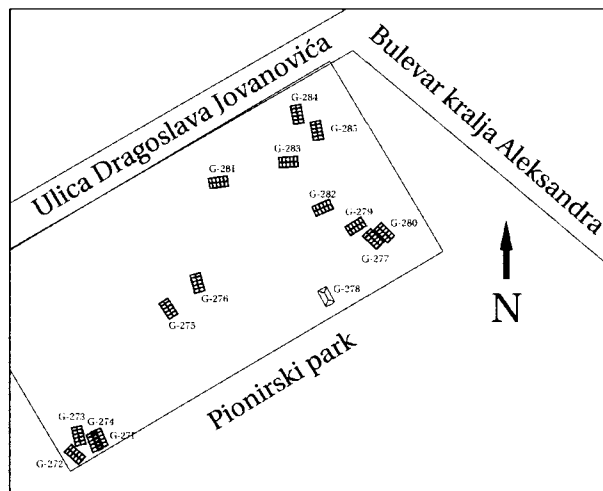 Ulica Dragoslava Jovanovića
Bulevar kralja Aleksandra
G-284
G-285
G-283
G-281
G-282
G-279
G-280
G-277
G-276
G-278
G-275
N
Pionirski park
G-273
G-274
G-271
G-272